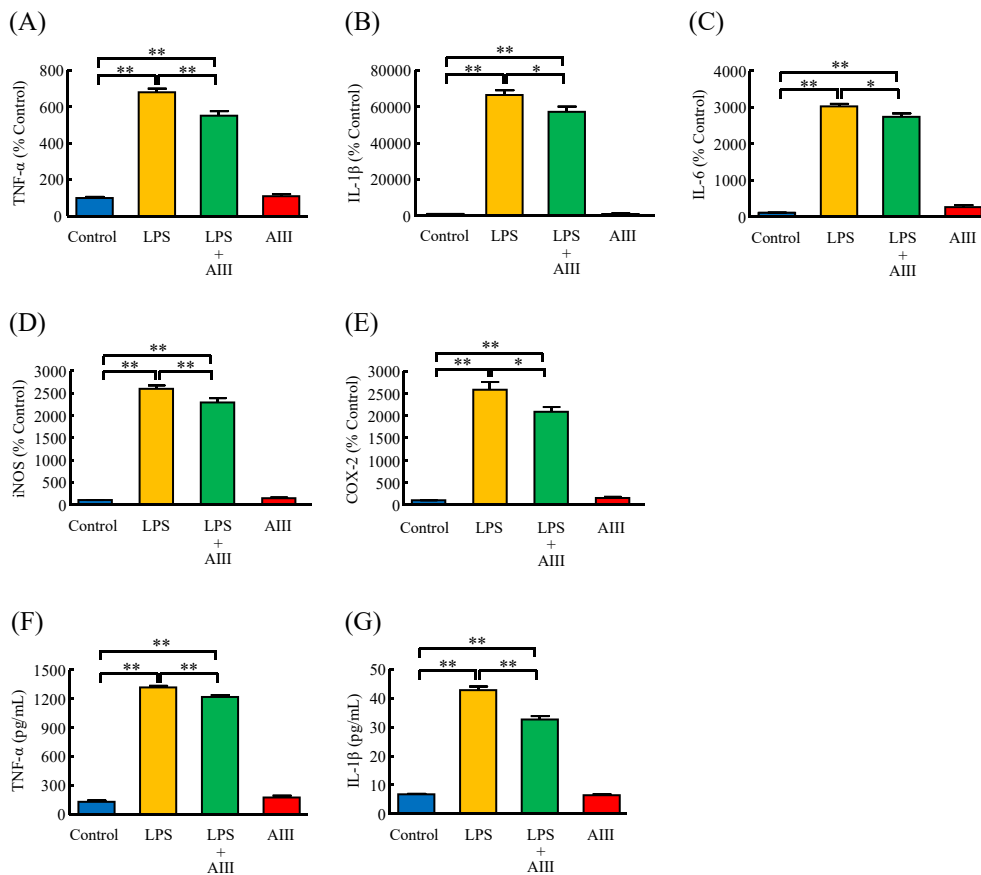 (A)
**
** **
TNF-α (% Control)
800
600
400
200
0
Control LPS LPS AIII
+
AIII
(B)
**
** *
IL-1β (% Control)
80000
60000
40000
20000
0
Control LPS LPS AIII
+
AIII
(C)
**
** *
IL-6 (% Control)
4000
3000
2000
1000
0
Control LPS LPS AIII
+
AIII
(D)
**
** **
iNOS (% Control)
3000
2500
2000
1500
1000
500
0
Control LPS LPS AIII
+
AIII
(E)
**
** *
COX-2 (% Control)
3000
2500
2000
1500
1000
500
0
Control LPS LPS AIII
+
AIII
(F)
**
** **
TNF-α (pg/mL)
1500
1200
900
600
300
0
Control LPS LPS AIII
+
AIII
(G)
**
** **
IL-1β (pg/mL)
50
40
30
20
10
0
Control LPS LPS AIII
+
AIII